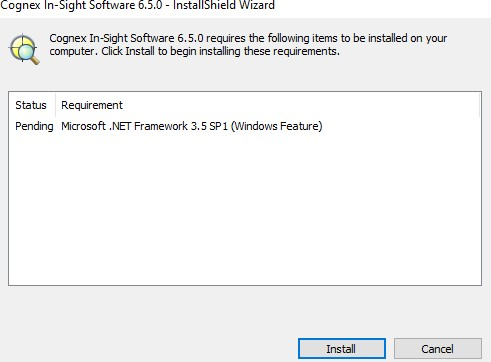 Cognex In-Sight Software 6.5.0 - InstallShield Wizard
Cognex In-Sight Software 6.5.0 requires the following items to be installed on your
computer. Click Install to begin installing these requirements.
Status Requirement
Pending Microsoft .NET Framework 3.5 SP1 (Windows Feature)
Install Cancel